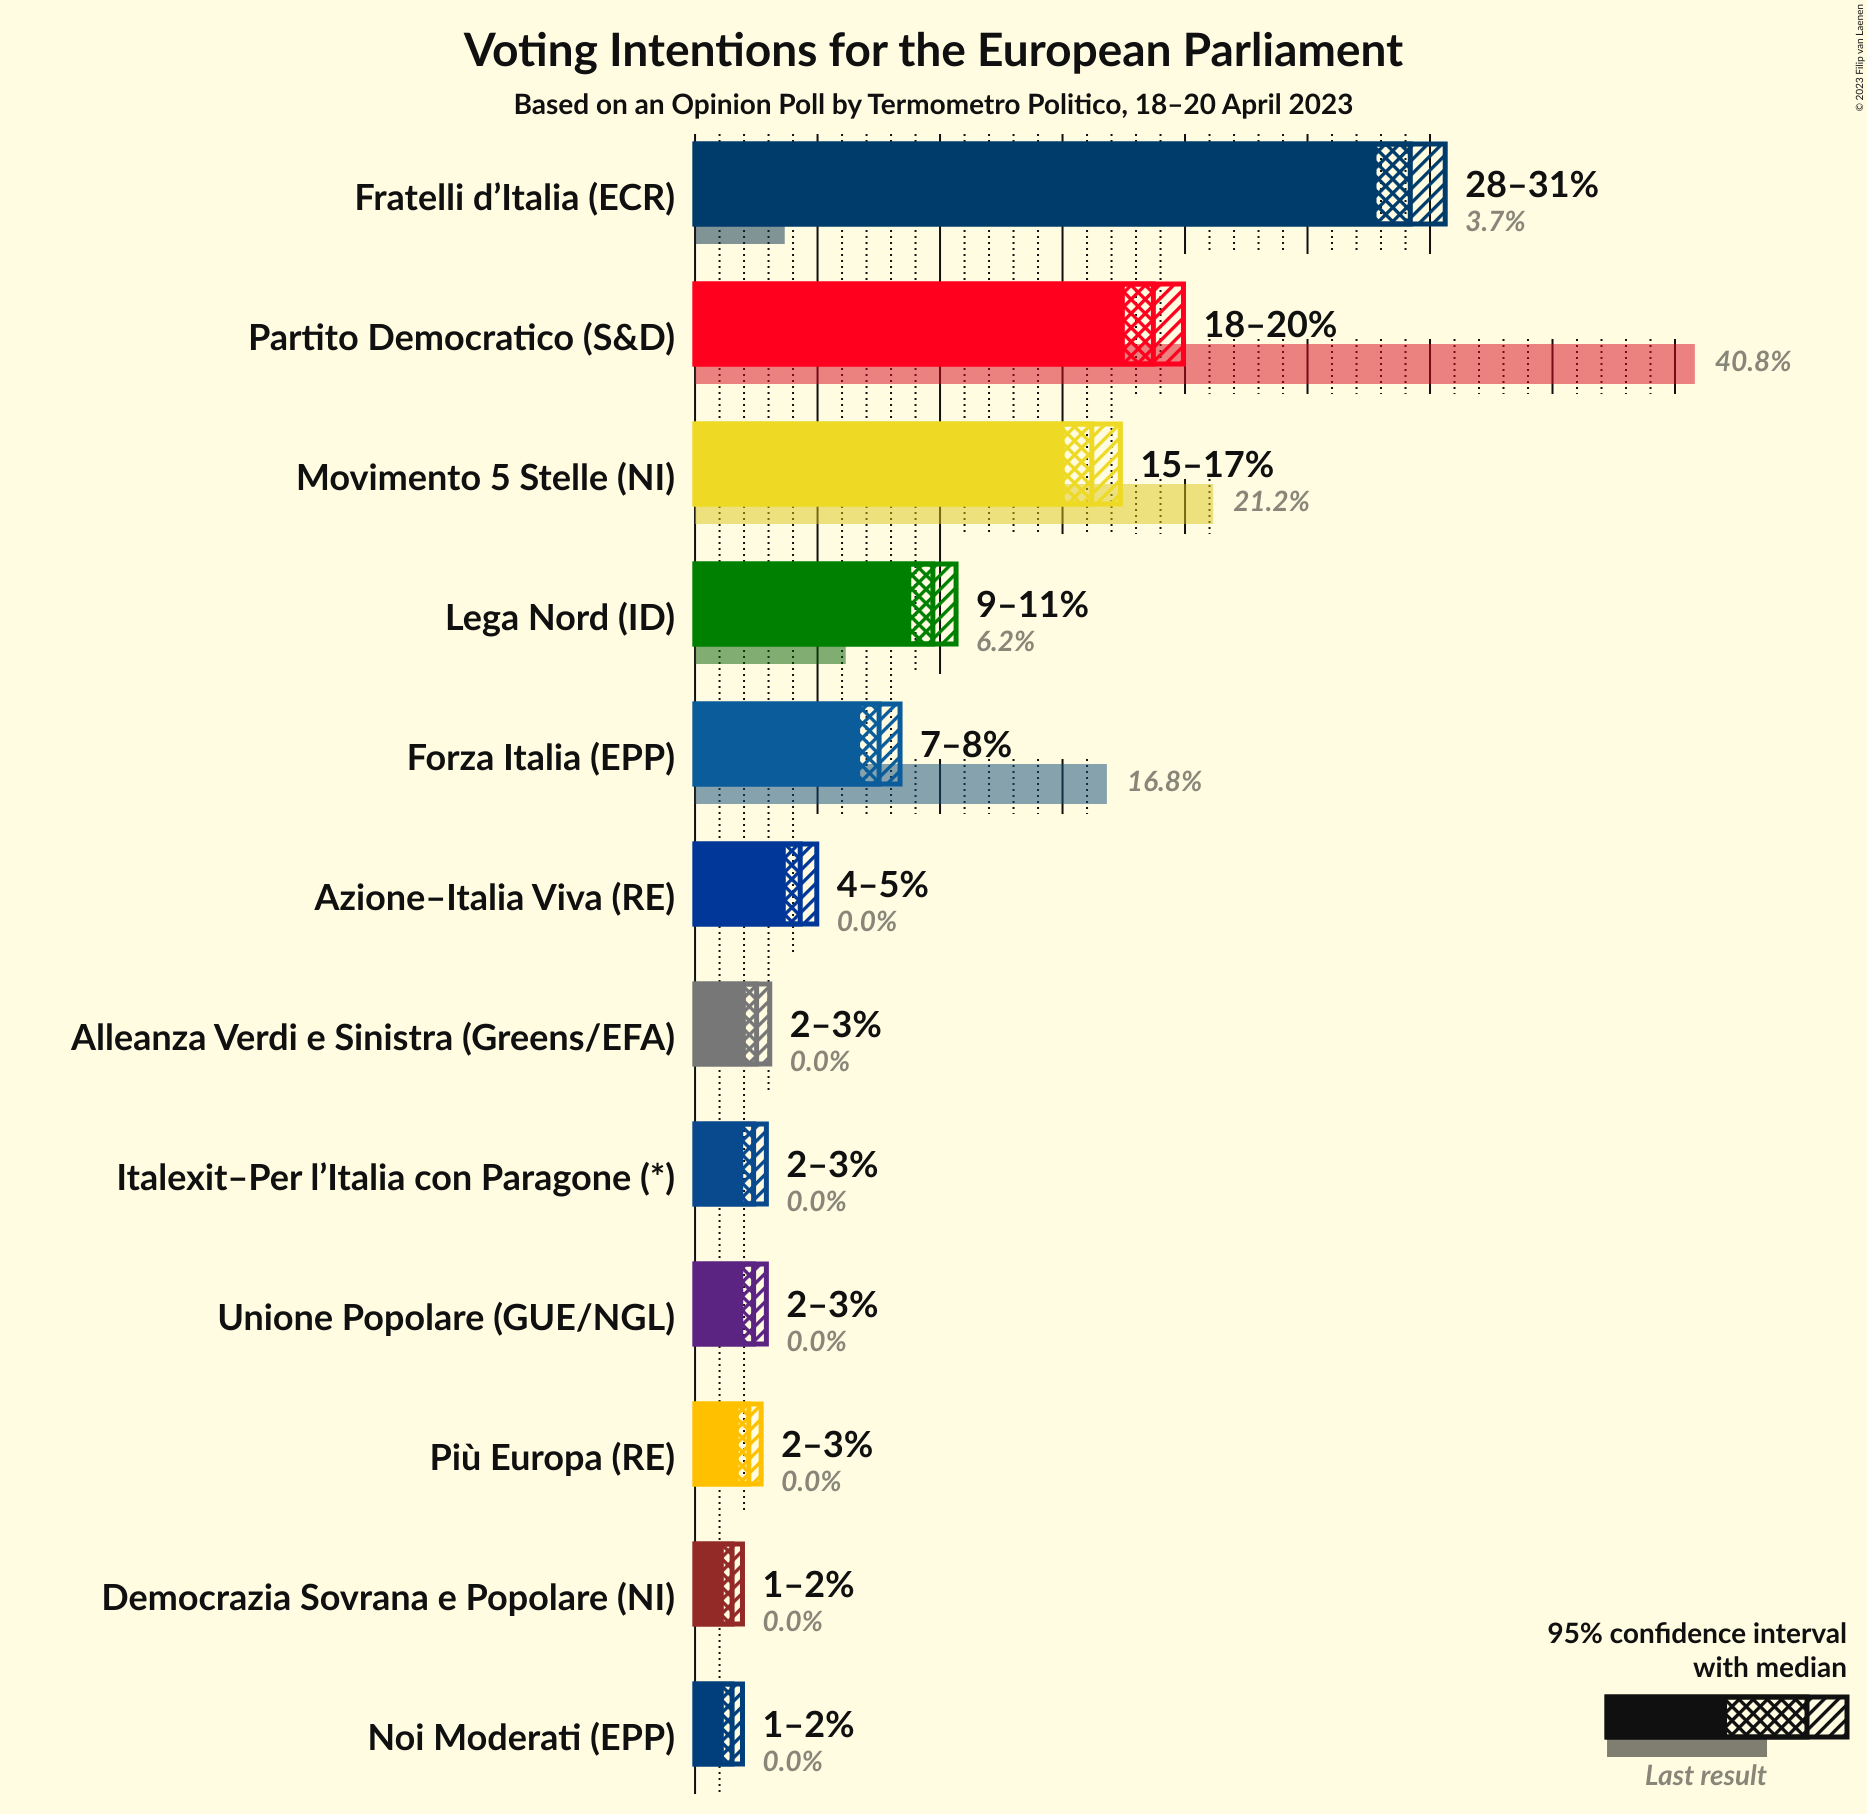 Voting Intentions for the European Parliament
Based on an Opinion Poll by Termometro Politico, 18–20 April 2023
© 2023 Filip van Laenen
Fratelli d’Italia (ECR)
28–31%
3.7%
Partito Democratico (S&D)
18–20%
40.8%
Movimento 5 Stelle (NI)
15–17%
21.2%
Lega Nord (ID)
9–11%
6.2%
Forza Italia (EPP)
7–8%
16.8%
Azione–Italia Viva (RE)
4–5%
0.0%
Alleanza Verdi e Sinistra (Greens/EFA)
2–3%
0.0%
Italexit–Per l’Italia con Paragone (*)
2–3%
0.0%
Unione Popolare (GUE/NGL)
2–3%
0.0%
Più Europa (RE)
2–3%
0.0%
Democrazia Sovrana e Popolare (NI)
1–2%
0.0%
Noi Moderati (EPP)
1–2%
0.0%
95% confidence interval
with median
Last result